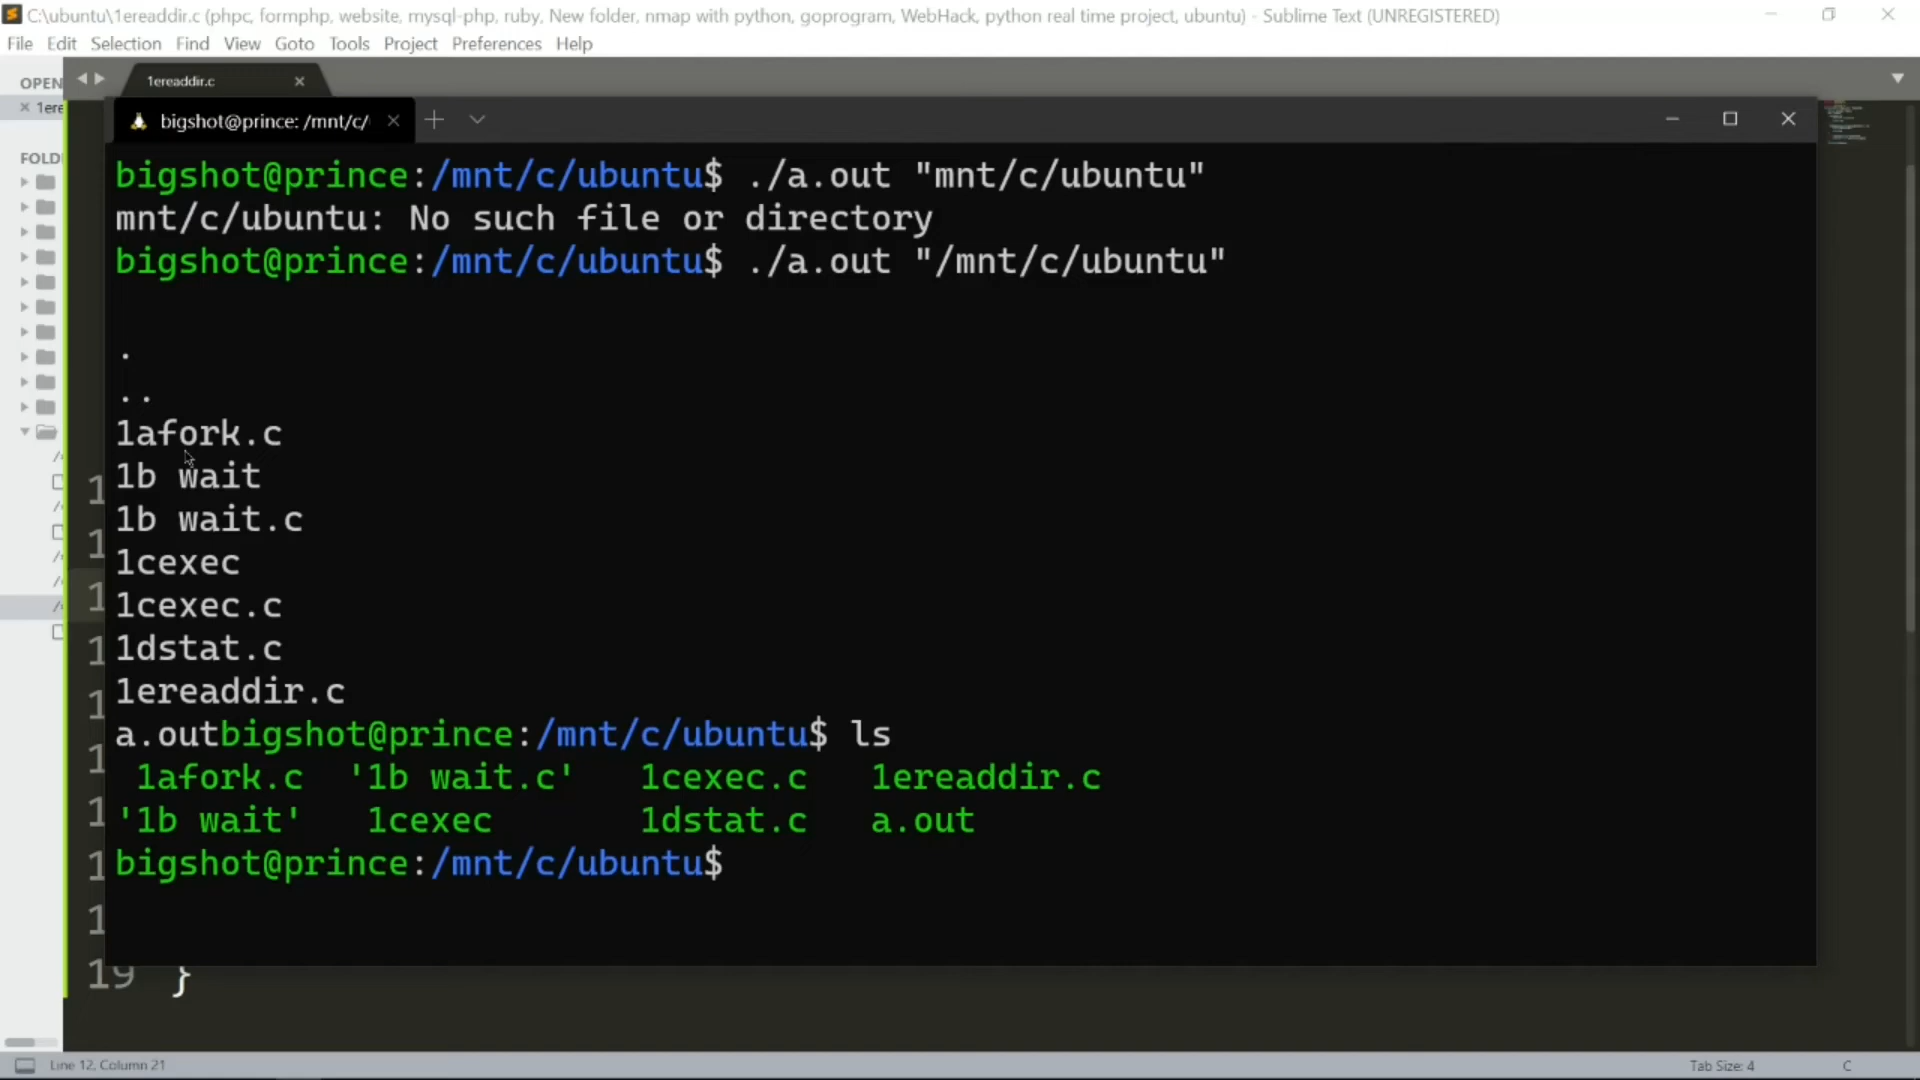 C:\ubuntu\1ereaddir.c (phpc, formphp, website, mysql-php, ruby, New folder, nmap with python, goprogram, WebHack, python real time project, ubuntu) - Sublime Text (UNREGISTERED)
File Edit Selection Find View Goto Tools Project Preferences Help
OPEN
1ereaddir.c
1ere
bigshot@prince: /mnt/c/
FOLD
bigshot@prince:/mnt/c/ubuntu$ ./a.out "mnt/c/ubuntu"
mnt/c/ubuntu: No such file or directory
bigshot@prince:/mnt/c/ubuntu$ ./a.out "/mnt/c/ubuntu"
.
..
1afork.c
1b wait
1b wait.c
1cexec
1cexec.c
1dstat.c
1ereaddir.c
a.outbigshot@prince:/mnt/c/ubuntu$ ls
1afork.c '1b wait.c' 1cexec.c 1ereaddir.c
'1b wait' 1cexec 1dstat.c a.out
bigshot@prince:/mnt/c/ubuntu$
19 }
Line 12, Column 21
Tab Size: 4
C